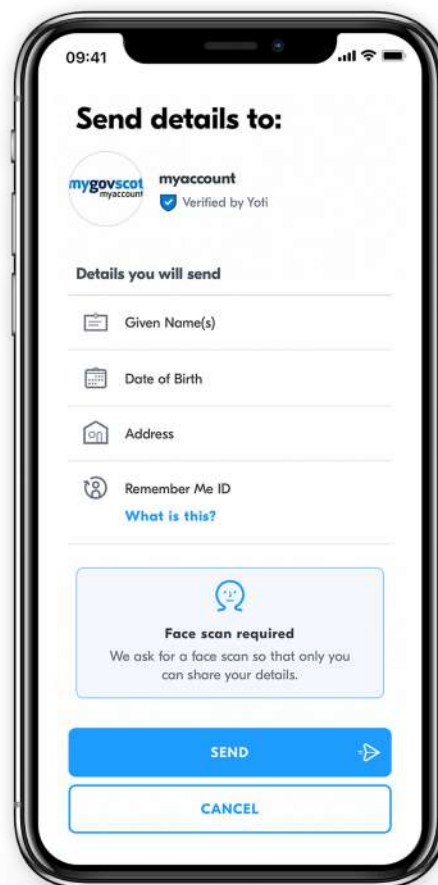 09:41
Send details to:
mygovscot
myaccount
myaccount
Verified by Yoti
Details you will send
Given Name(s)
Date of Birth
Address
Remember Me ID
What is this?
Face scan required
We ask for a face scan so that only you
can share your details.
SEND
CANCEL